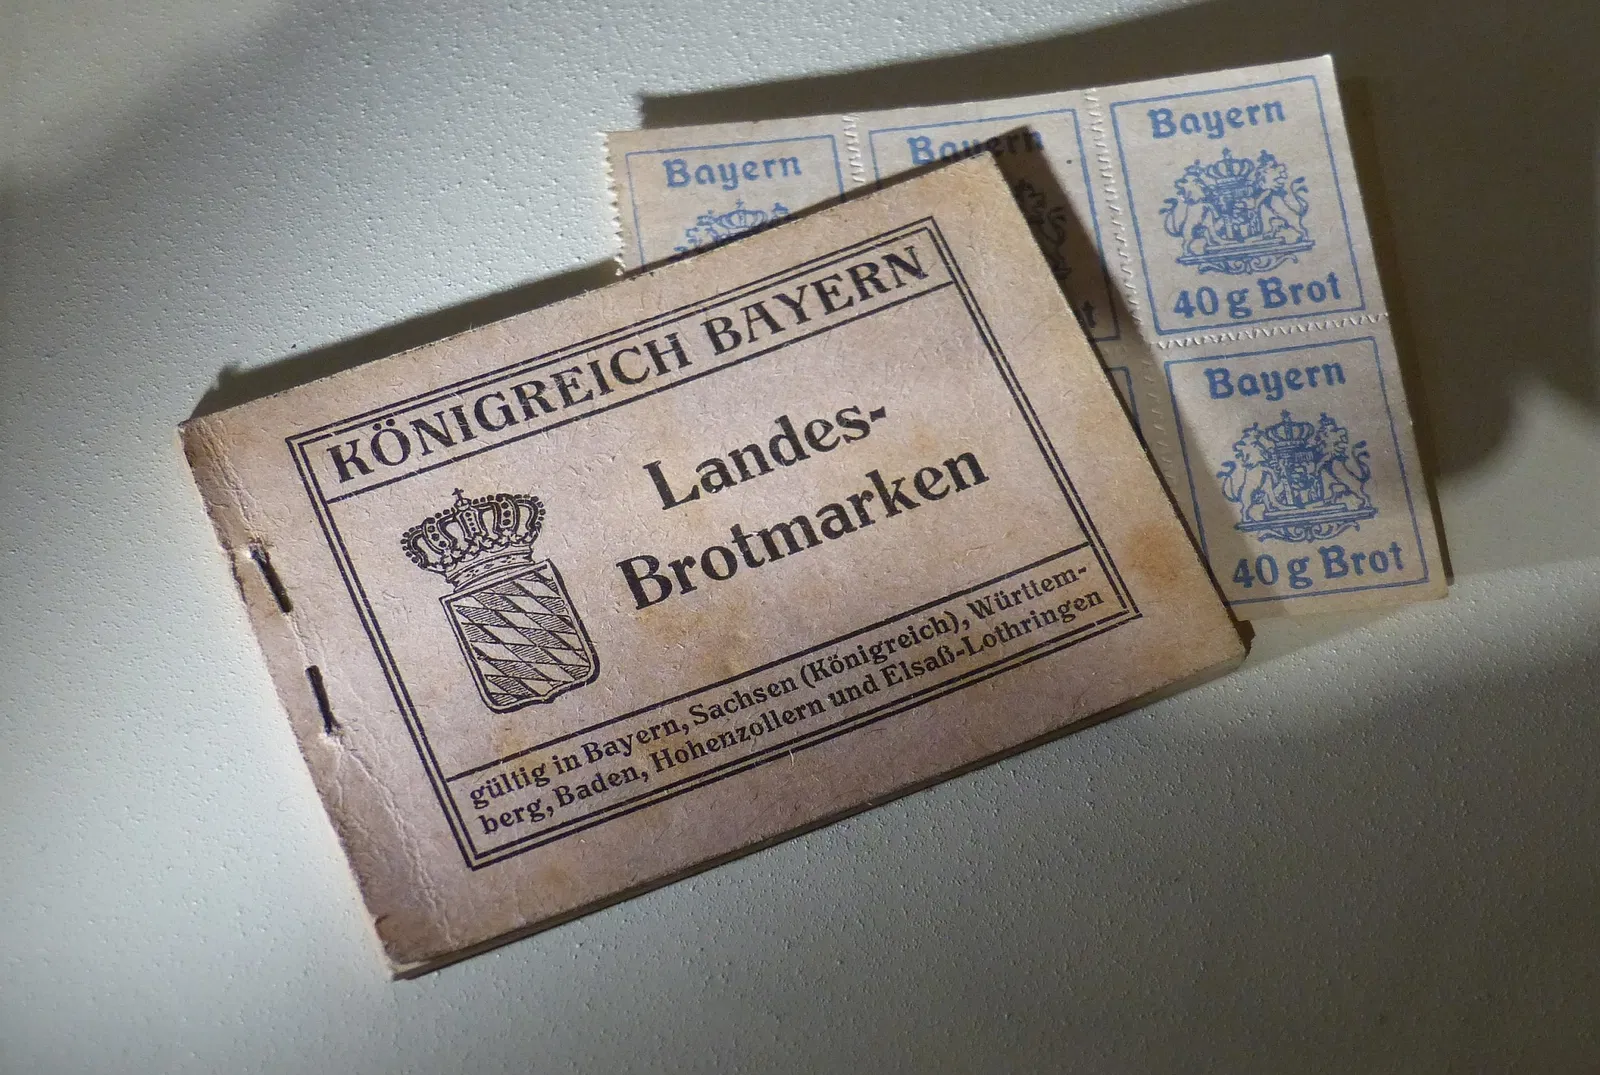 KÖNIGREICH BAYERN
Landes-
Brotmarken
gültig in Bayern, Sachsen (Königreich), Württem-
berg, Baden, Hohenzollern und Elsaß-Lothringen
Bayern
Bayern
Bayern
40 g Brot
Bayern
40 g Brot